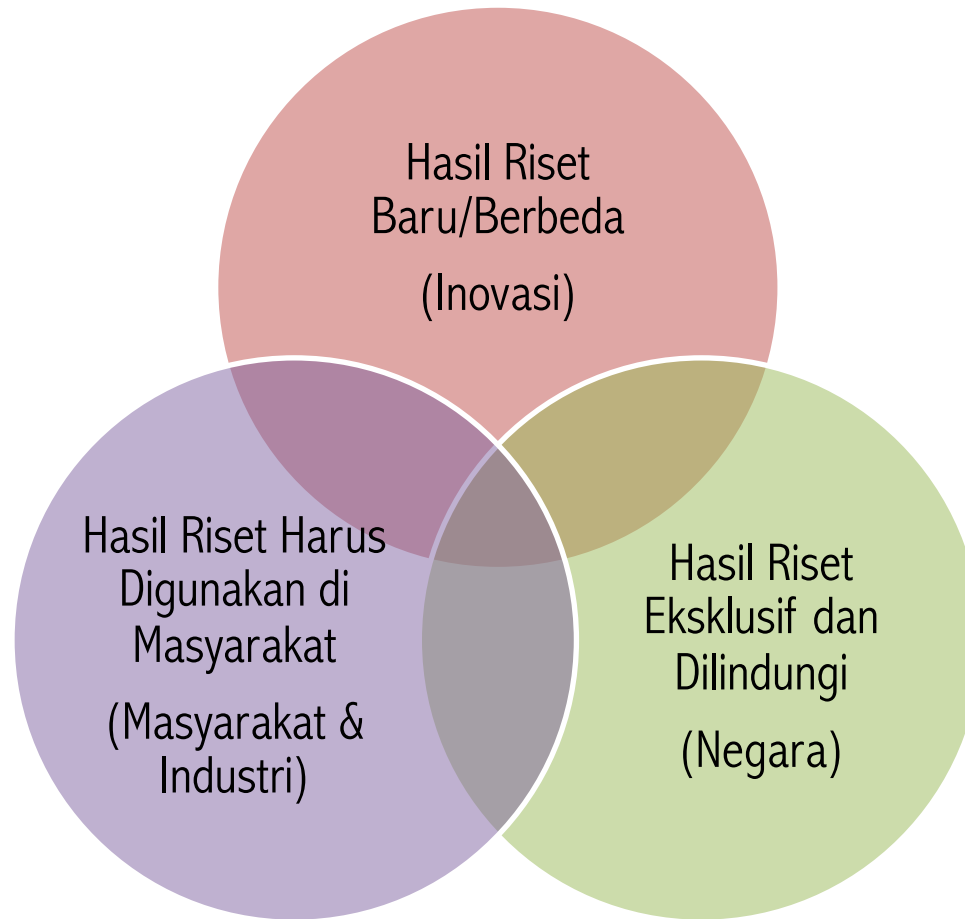 Hasil Riset
Baru/Berbeda
(Inovasi)
Hasil Riset Harus
Digunakan di
Masyarakat
(Masyarakat &
Industri)
Hasil Riset
Eksklusif dan
Dilindungi
(Negara)